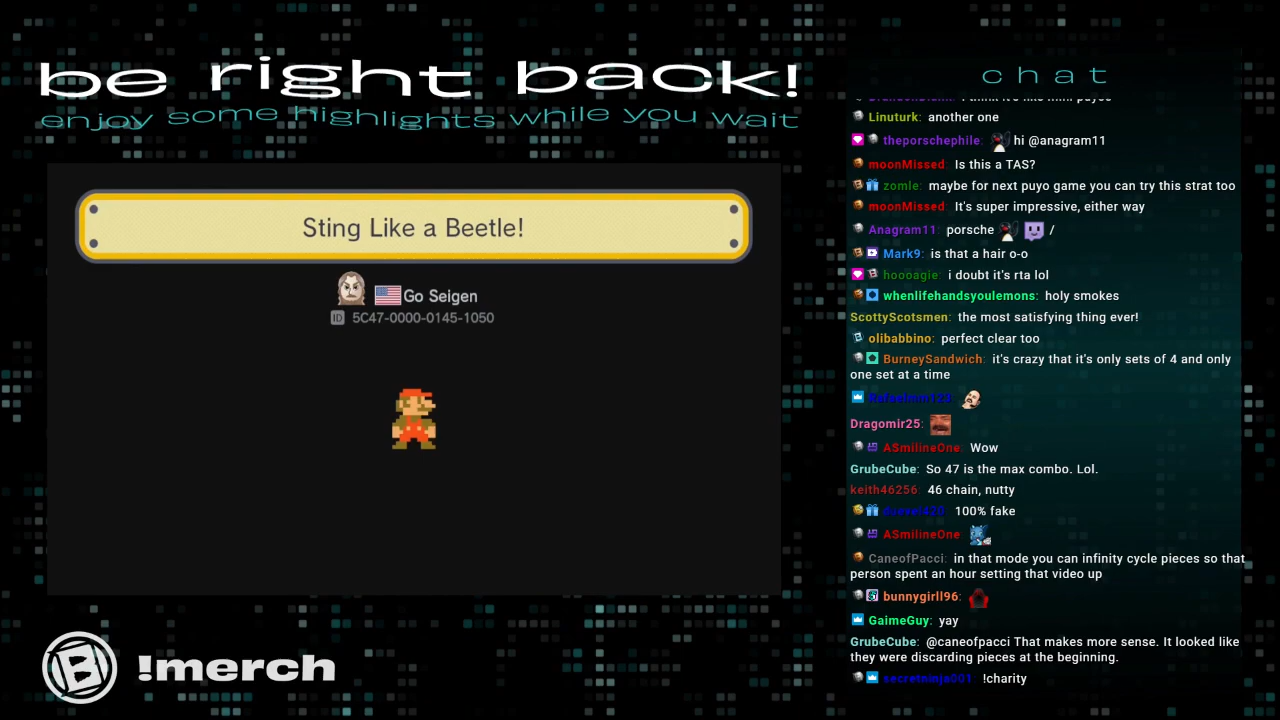 be right back!
enjoy some highlights while you wait
Sting Like a Beetle!
Go Seigen
ID 5C47-0000-0145-1050
B !merch
chat
Linuturk: another one
theporschephile: hi @anagram11
moonMissed: Is this a TAS?
zomle: maybe for next puyo game you can try this strat too
moonMissed: It's super impressive, either way
Anagram11: porsche /
Mark9: is that a hair o-o
hoooagie: i doubt it's rta lol
whenlifehandsyoulemons: holy smokes
ScottyScotsmen: the most satisfying thing ever!
olibabbino: perfect clear too
BurneySandwich: it's crazy that it's only sets of 4 and only
one set at a time
Dragomir25:
ASmilineOne: Wow
GrubeCube: So 47 is the max combo. Lol.
keith46256: 46 chain, nutty
100% fake
ASmilineOne
CaneofPacci: in that mode you can infinity cycle pieces so that
person spent an hour setting that video up
bunnygirll96:
GaimeGuy: yay
GrubeCube: @caneofpacci That makes more sense. It looked like
they were discarding pieces at the beginning.
secretninja001 !charity